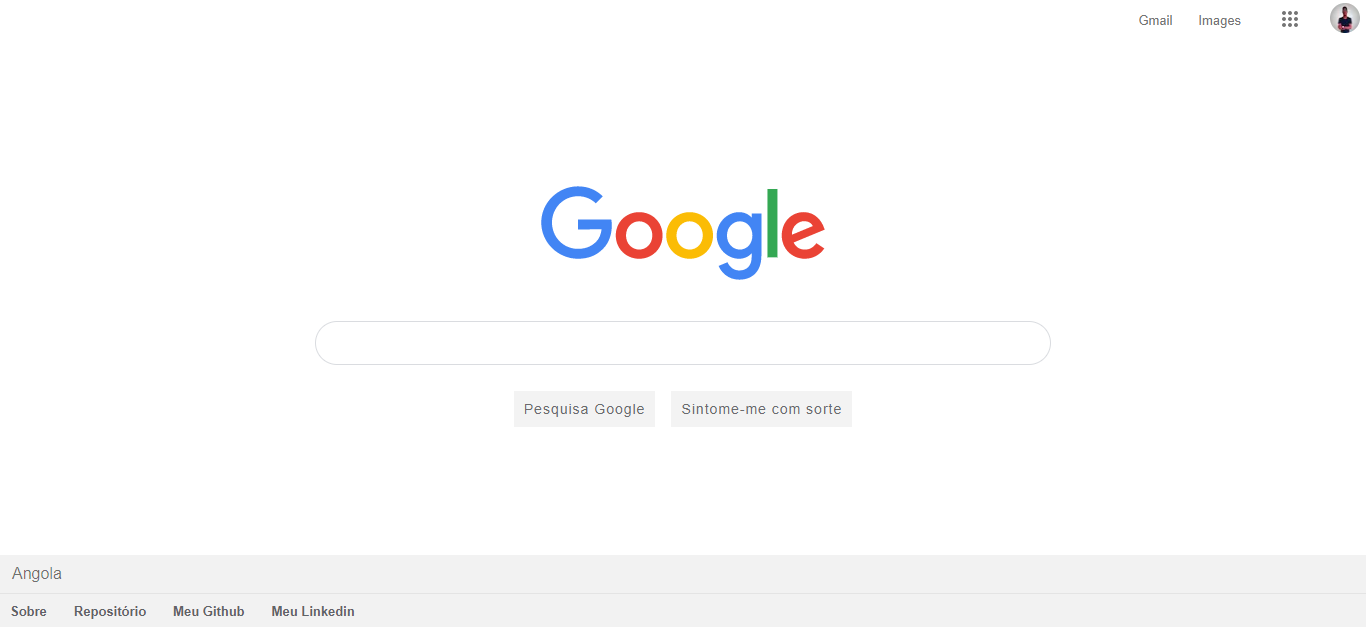 Gmail Images
Google
Pesquisa Google Sintome-me com sorte
Angola
Sobre Repositório Meu Github Meu Linkedin